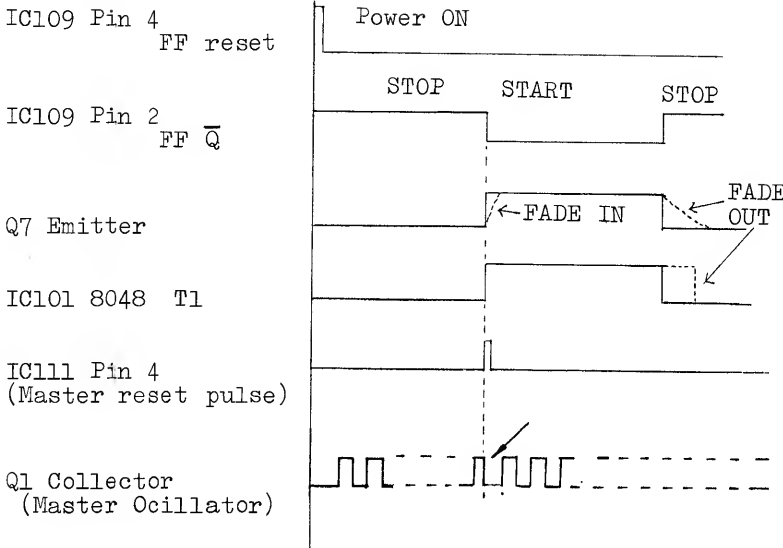 IC109 Pin 4
FF reset
Power ON
STOP
START
STOP
IC109 Pin 2
FF Q̅
FADE
OUT
FADE IN
Q7 Emitter
IC101 8048 T1
IC111 Pin 4
(Master reset pulse)
Q1 Collector
(Master Ocillator)